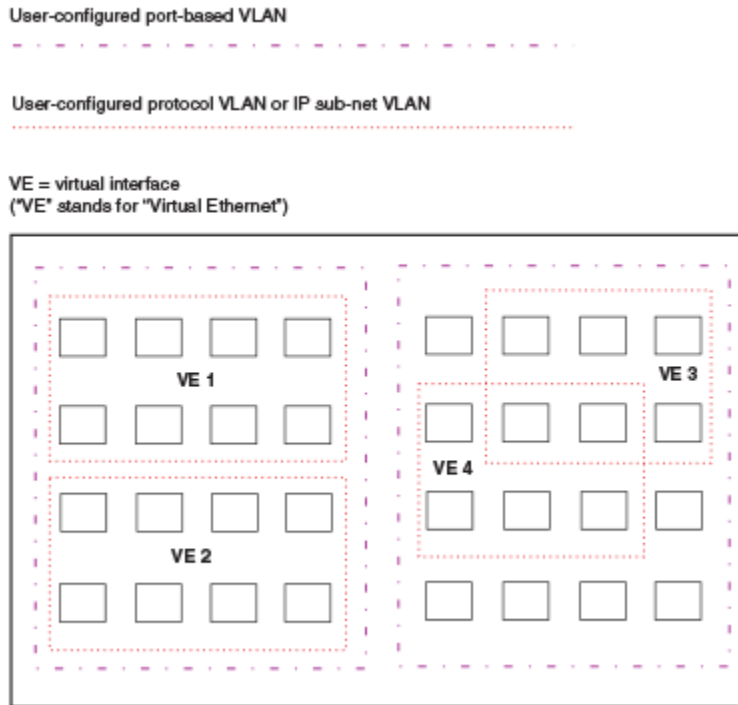 User-configured port-based VLAN
User-configured protocol VLAN or IP sub-net VLAN
VE = virtual interface
("VE" stands for "Virtual Ethernet")
VE 1
VE 3
VE 4
VE 2